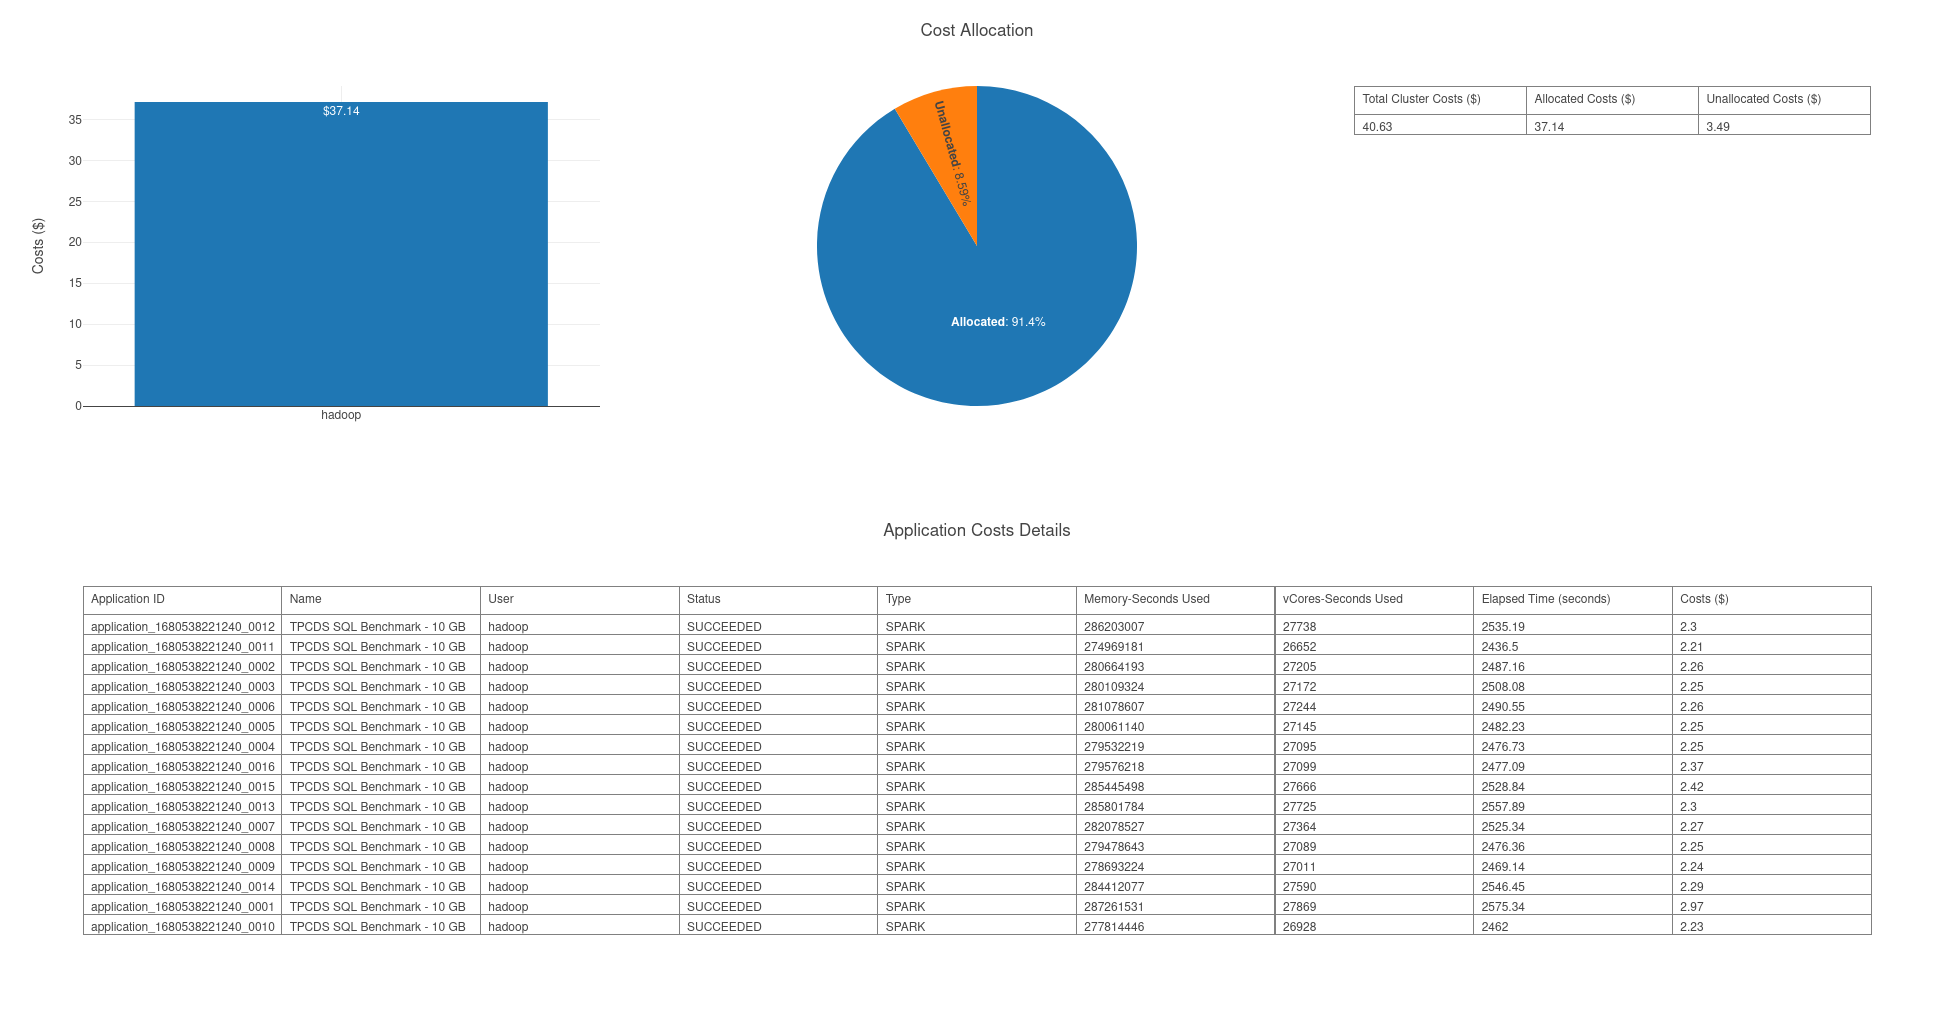 Cost Allocation
$37.14
35
30
25
20
15
10
5
0
Costs ($)
hadoop
Unallocated: 8.59%
Allocated: 91.4%
Total Cluster Costs ($) Allocated Costs ($) Unallocated Costs ($)
40.63 37.14 3.49
Application Costs Details
Application ID Name User Status Type Memory-Seconds Used vCores-Seconds Used Elapsed Time (seconds) Costs ($)
application_1680538221240_0012 TPCDS SQL Benchmark - 10 GB hadoop SUCCEEDED SPARK 286203007 27738 2535.19 2.3
application_1680538221240_0011 TPCDS SQL Benchmark - 10 GB hadoop SUCCEEDED SPARK 274969181 26652 2436.5 2.21
application_1680538221240_0002 TPCDS SQL Benchmark - 10 GB hadoop SUCCEEDED SPARK 280664193 27205 2487.16 2.26
application_1680538221240_0003 TPCDS SQL Benchmark - 10 GB hadoop SUCCEEDED SPARK 280109324 27172 2508.08 2.25
application_1680538221240_0006 TPCDS SQL Benchmark - 10 GB hadoop SUCCEEDED SPARK 281078607 27244 2490.55 2.26
application_1680538221240_0005 TPCDS SQL Benchmark - 10 GB hadoop SUCCEEDED SPARK 280061140 27145 2482.23 2.25
application_1680538221240_0004 TPCDS SQL Benchmark - 10 GB hadoop SUCCEEDED SPARK 279532219 27095 2476.73 2.25
application_1680538221240_0016 TPCDS SQL Benchmark - 10 GB hadoop SUCCEEDED SPARK 279576218 27099 2477.09 2.37
application_1680538221240_0015 TPCDS SQL Benchmark - 10 GB hadoop SUCCEEDED SPARK 285445498 27666 2528.84 2.42
application_1680538221240_0013 TPCDS SQL Benchmark - 10 GB hadoop SUCCEEDED SPARK 285801784 27725 2557.89 2.3
application_1680538221240_0007 TPCDS SQL Benchmark - 10 GB hadoop SUCCEEDED SPARK 282078527 27364 2525.34 2.27
application_1680538221240_0008 TPCDS SQL Benchmark - 10 GB hadoop SUCCEEDED SPARK 279478643 27089 2476.36 2.25
application_1680538221240_0009 TPCDS SQL Benchmark - 10 GB hadoop SUCCEEDED SPARK 278693224 27011 2469.14 2.24
application_1680538221240_0014 TPCDS SQL Benchmark - 10 GB hadoop SUCCEEDED SPARK 284412077 27590 2546.45 2.29
application_1680538221240_0001 TPCDS SQL Benchmark - 10 GB hadoop SUCCEEDED SPARK 287261531 27869 2575.34 2.97
application_1680538221240_0010 TPCDS SQL Benchmark - 10 GB hadoop SUCCEEDED SPARK 277814446 26928 2462 2.23